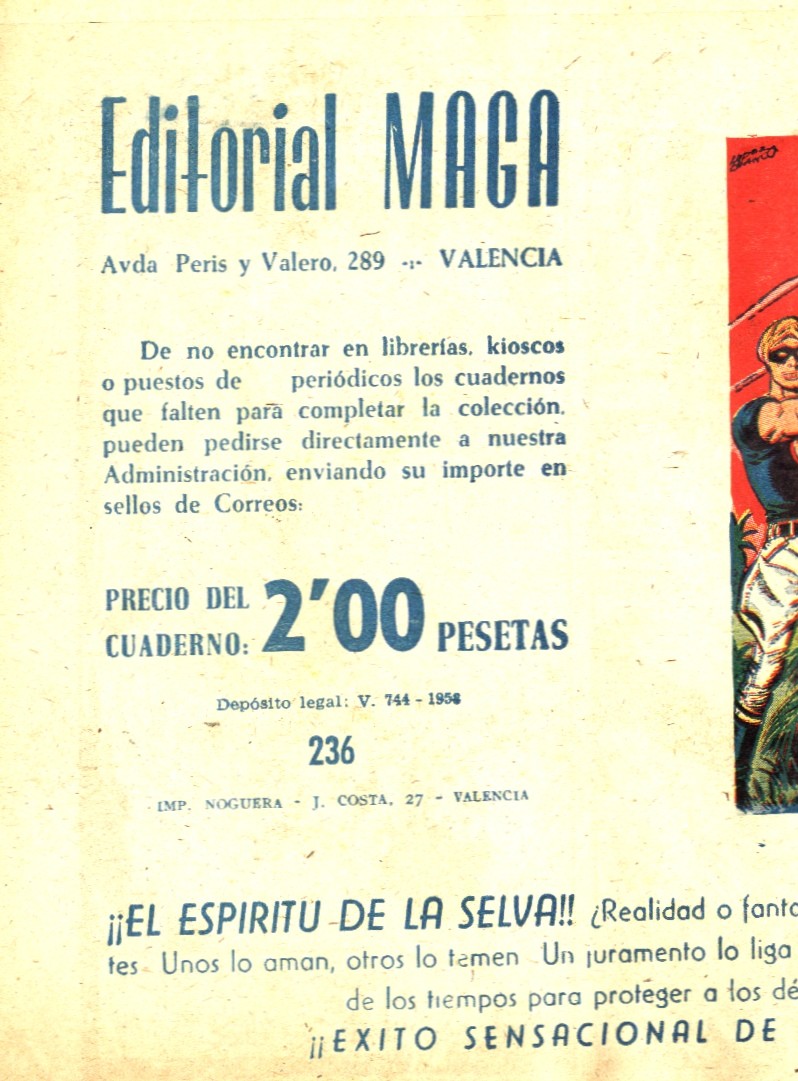 Editorial MAGA
Avda Peris y Valero, 289 -:- VALENCIA
De no encontrar en librerías, kioscos
o puestos de periódicos los cuadernos
que falten para completar la colección,
pueden pedirse directamente a nuestra
Administración, enviando su importe en
sellos de Correos:
PRECIO DEL
CUADERNO: 2'00 PESETAS
Depósito legal: V. 744 - 1958
236
IMP. NOGUERA - J. COSTA, 27 - VALENCIA
¡¡EL ESPIRITU DE LA SELVA!! ¿Realidad o fanta
tes Unos lo aman, otros lo temen Un juramento lo liga
de los tiempos para proteger a los dé
¡¡EXITO SENSACIONAL DE